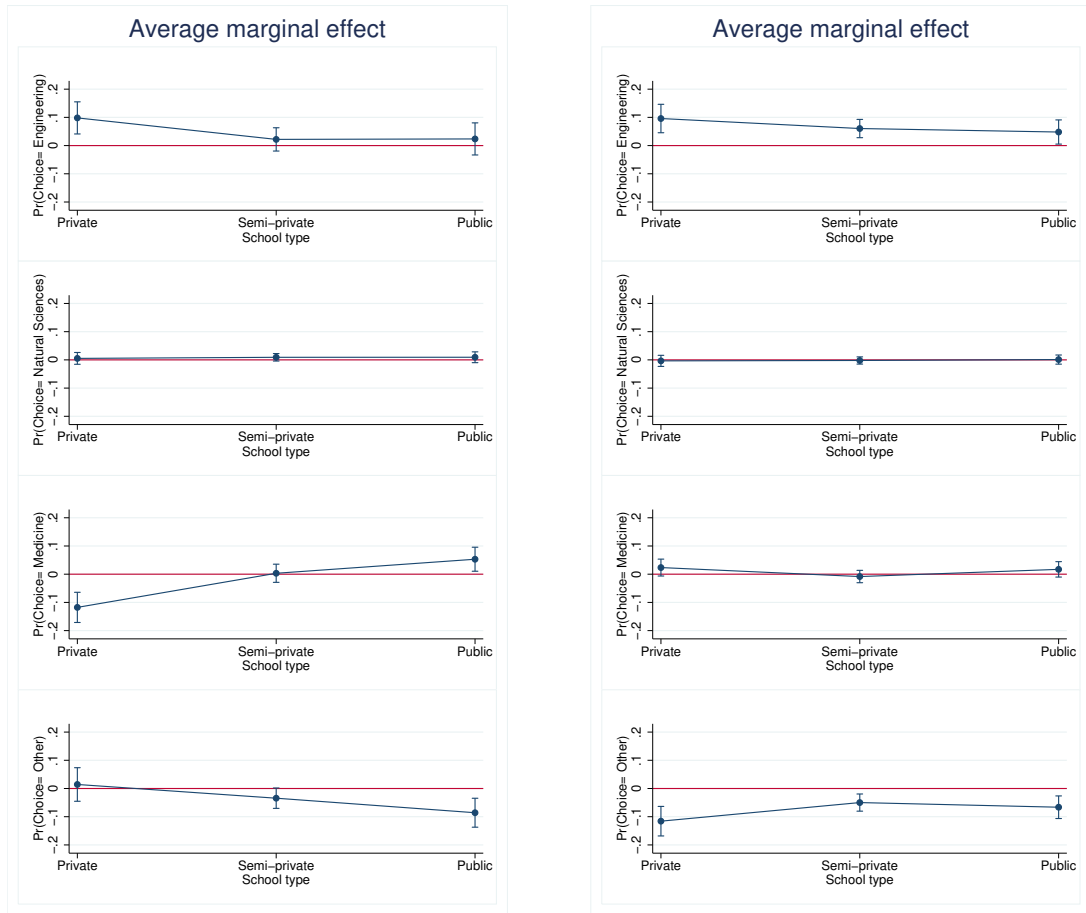 Average marginal effect
Pr(Choice= Engineering)
.2
.1
0
−.1
−.2
Private
Semi−private
Public
School type
Pr(Choice= Natural Sciences)
.2
.1
0
−.1
−.2
Private
Semi−private
Public
School type
Pr(Choice= Medicine)
.2
.1
0
−.1
−.2
Private
Semi−private
Public
School type
Pr(Choice= Other)
.2
.1
0
−.1
−.2
Private
Semi−private
Public
School type
Average marginal effect
Pr(Choice= Engineering)
.2
.1
0
−.1
−.2
Private
Semi−private
Public
School type
Pr(Choice= Natural Sciences)
.2
.1
0
−.1
−.2
Private
Semi−private
Public
School type
Pr(Choice= Medicine)
.2
.1
0
−.1
−.2
Private
Semi−private
Public
School type
Pr(Choice= Other)
.2
.1
0
−.1
−.2
Private
Semi−private
Public
School type